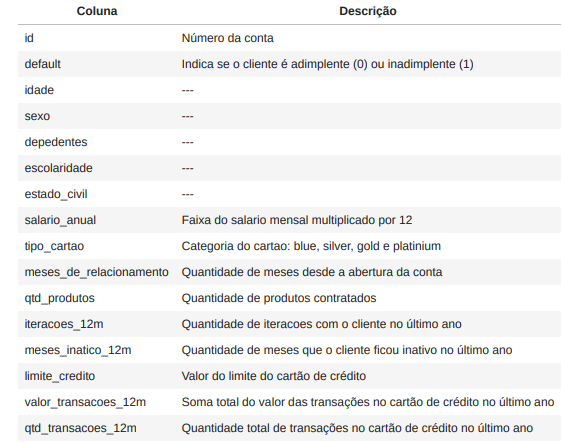 Coluna Descrição
id Número da conta
default Indica se o cliente é adimplente (0) ou inadimplente (1)
idade ---
sexo ---
depedentes ---
escolaridade ---
estado_civil ---
salario_anual Faixa do salario mensal multiplicado por 12
tipo_cartao Categoria do cartao: blue, silver, gold e platinium
meses_de_relacionamento Quantidade de meses desde a abertura da conta
qtd_produtos Quantidade de produtos contratados
iteracoes_12m Quantidade de iteracoes com o cliente no último ano
meses_inatico_12m Quantidade de meses que o cliente ficou inativo no último ano
limite_credito Valor do limite do cartão de crédito
valor_transacoes_12m Soma total do valor das transações no cartão de crédito no último ano
qtd_transacoes_12m Quantidade total de transações no cartão de crédito no último ano